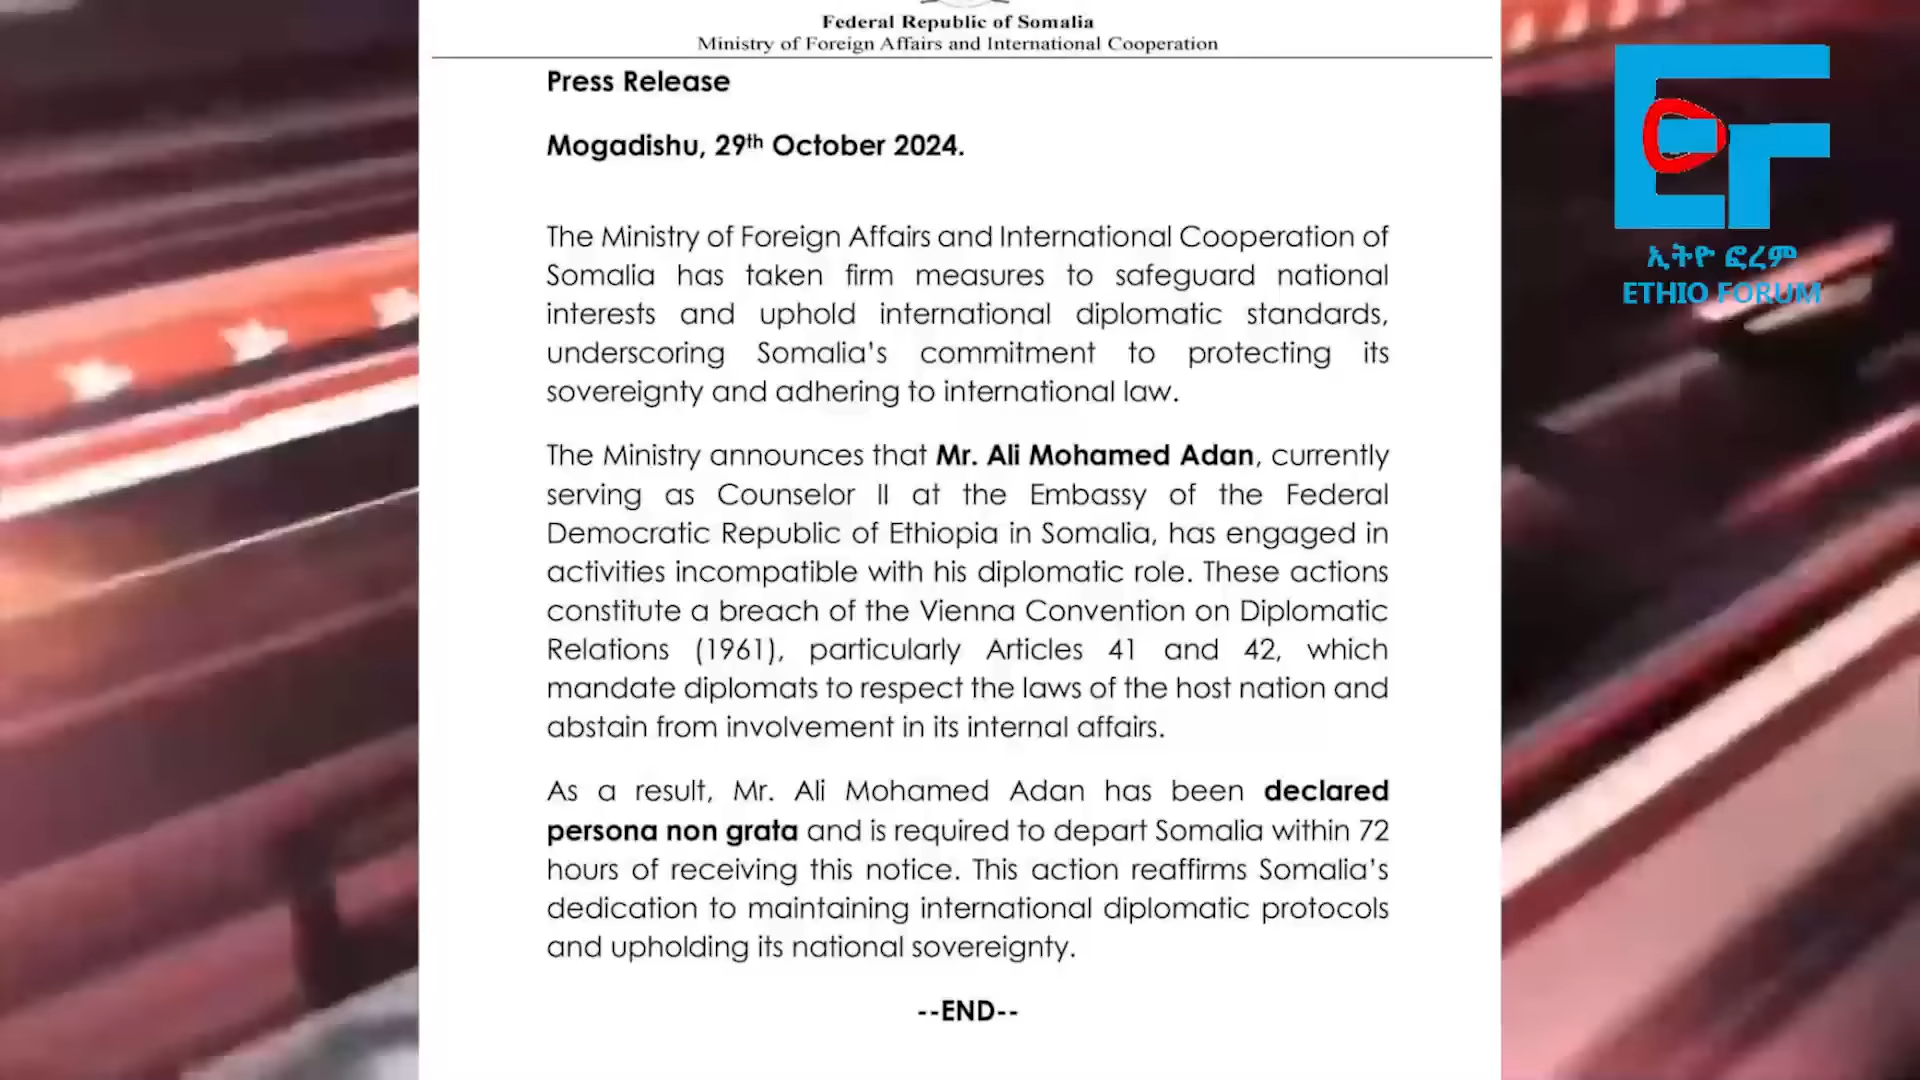 Federal Republic of Somalia
Ministry of Foreign Affairs and International Cooperation
Press Release
Mogadishu, 29th October 2024.
The Ministry of Foreign Affairs and International Cooperation of
Somalia has taken firm measures to safeguard national
interests and uphold international diplomatic standards,
underscoring Somalia's commitment to protecting its
sovereignty and adhering to international law.
The Ministry announces that Mr. Ali Mohamed Adan, currently
serving as Counselor II at the Embassy of the Federal
Democratic Republic of Ethiopia in Somalia, has engaged in
activities incompatible with his diplomatic role. These actions
constitute a breach of the Vienna Convention on Diplomatic
Relations (1961), particularly Articles 41 and 42, which
mandate diplomats to respect the laws of the host nation and
abstain from involvement in its internal affairs.
As a result, Mr. Ali Mohamed Adan has been declared
persona non grata and is required to depart Somalia within 72
hours of receiving this notice. This action reaffirms Somalia's
dedication to maintaining international diplomatic protocols
and upholding its national sovereignty.
--END--
EF
ኢትዮ ፎረም
ETHIO FORUM